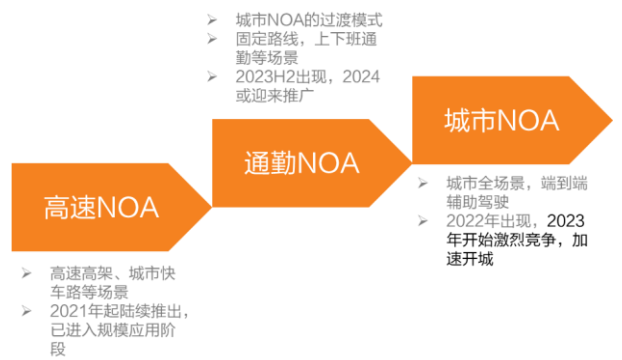 高速NOA
➢ 高速高架、城市快
车路等场景
➢ 2021年起陆续推出，
已进入规模应用阶
段
➢ 城市NOA的过渡模式
➢ 固定路线，上下班通
勤等场景
➢ 2023H2出现，2024
或迎来推广
通勤NOA
城市NOA
➢ 城市全场景，端到端
辅助驾驶
➢ 2022年出现，2023
年开始激烈竞争，加
速开城